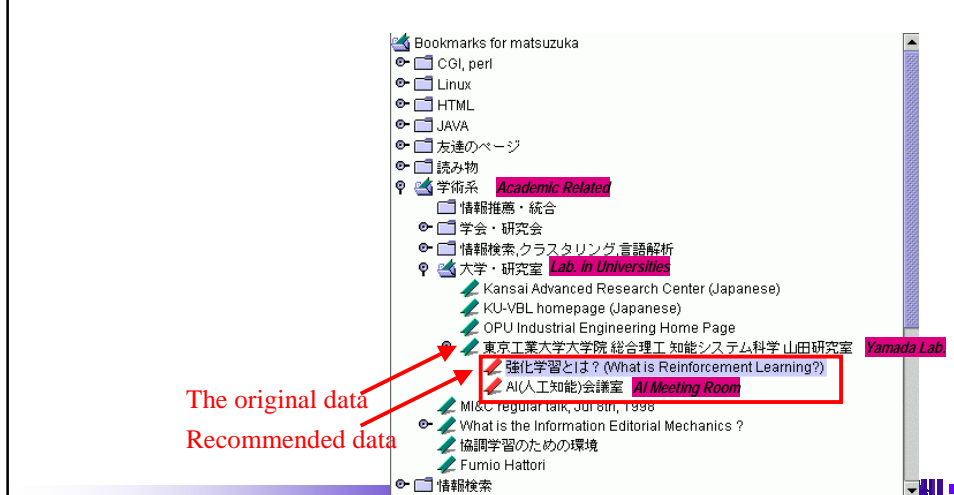 Bookmarks for matsuzuka
CGI, perl
Linux
HTML
JAVA
友達のページ
読み物
学術系 Academic Related
情報推薦・統合
学会・研究会
情報検索,クラスタリング,言語解析
大学・研究室 Lab. in Universities
Kansai Advanced Research Center (Japanese)
KU-VBL homepage (Japanese)
OPU Industrial Engineering Home Page
東京工業大学大学院 総合理工 知能システム科学 山田研究室 Yamada Lab.
強化学習とは? (What is Reinforcement Learning?)
The original data
AI(人工知能)会議室 AI Meeting Room
MI&C regular talk, Jul 8th, 1998
Recommended data
What is the Information Editorial Mechanics ?
協調学習のための環境
Fumio Hattori
情報検索